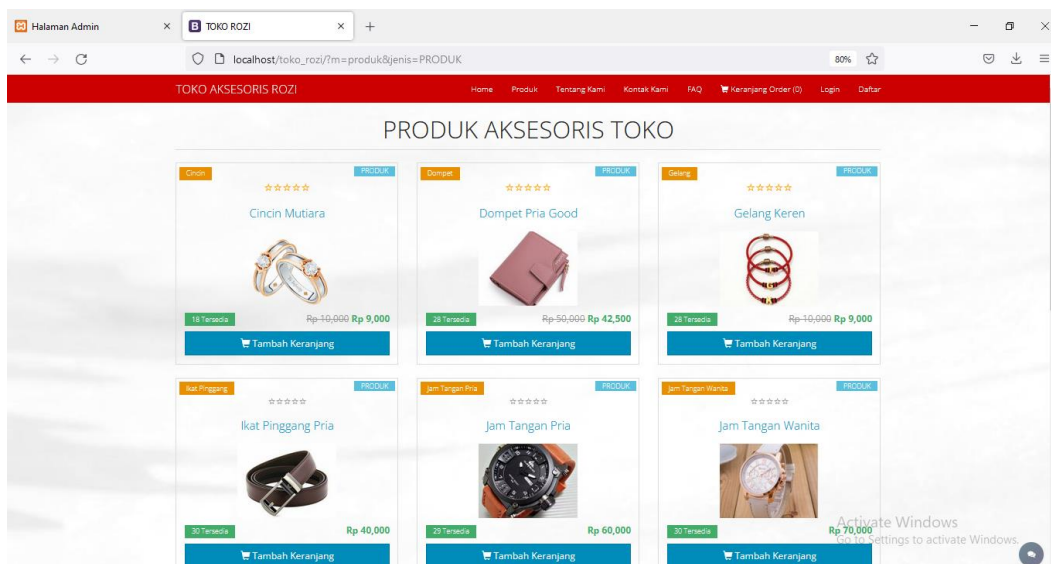 Halaman Admin
TOKO ROZI
localhost/toko_rozi/?m=produk&jenis=PRODUK
80%
TOKO AKSESORIS ROZI
Home Produk Tentang Kami Kontak Kami FAQ Keranjang Order (0) Login Daftar
PRODUK AKSESORIS TOKO
Cincin PRODUK
Cincin Mutiara
18 Tersedia Rp 10,000 Rp 9,000
Tambah Keranjang
Dompet PRODUK
Dompet Pria Good
28 Tersedia Rp 50,000 Rp 42,500
Tambah Keranjang
Gelang PRODUK
Gelang Keren
28 Tersedia Rp 10,000 Rp 9,000
Tambah Keranjang
Ikat Pinggang PRODUK
Ikat Pinggang Pria
30 Tersedia Rp 40,000
Tambah Keranjang
Jam Tangan Pria PRODUK
Jam Tangan Pria
29 Tersedia Rp 60,000
Tambah Keranjang
Jam Tangan Wanita PRODUK
Jam Tangan Wanita
30 Tersedia Rp 70,000
Tambah Keranjang
Activate Windows
Go to Settings to activate Windows.